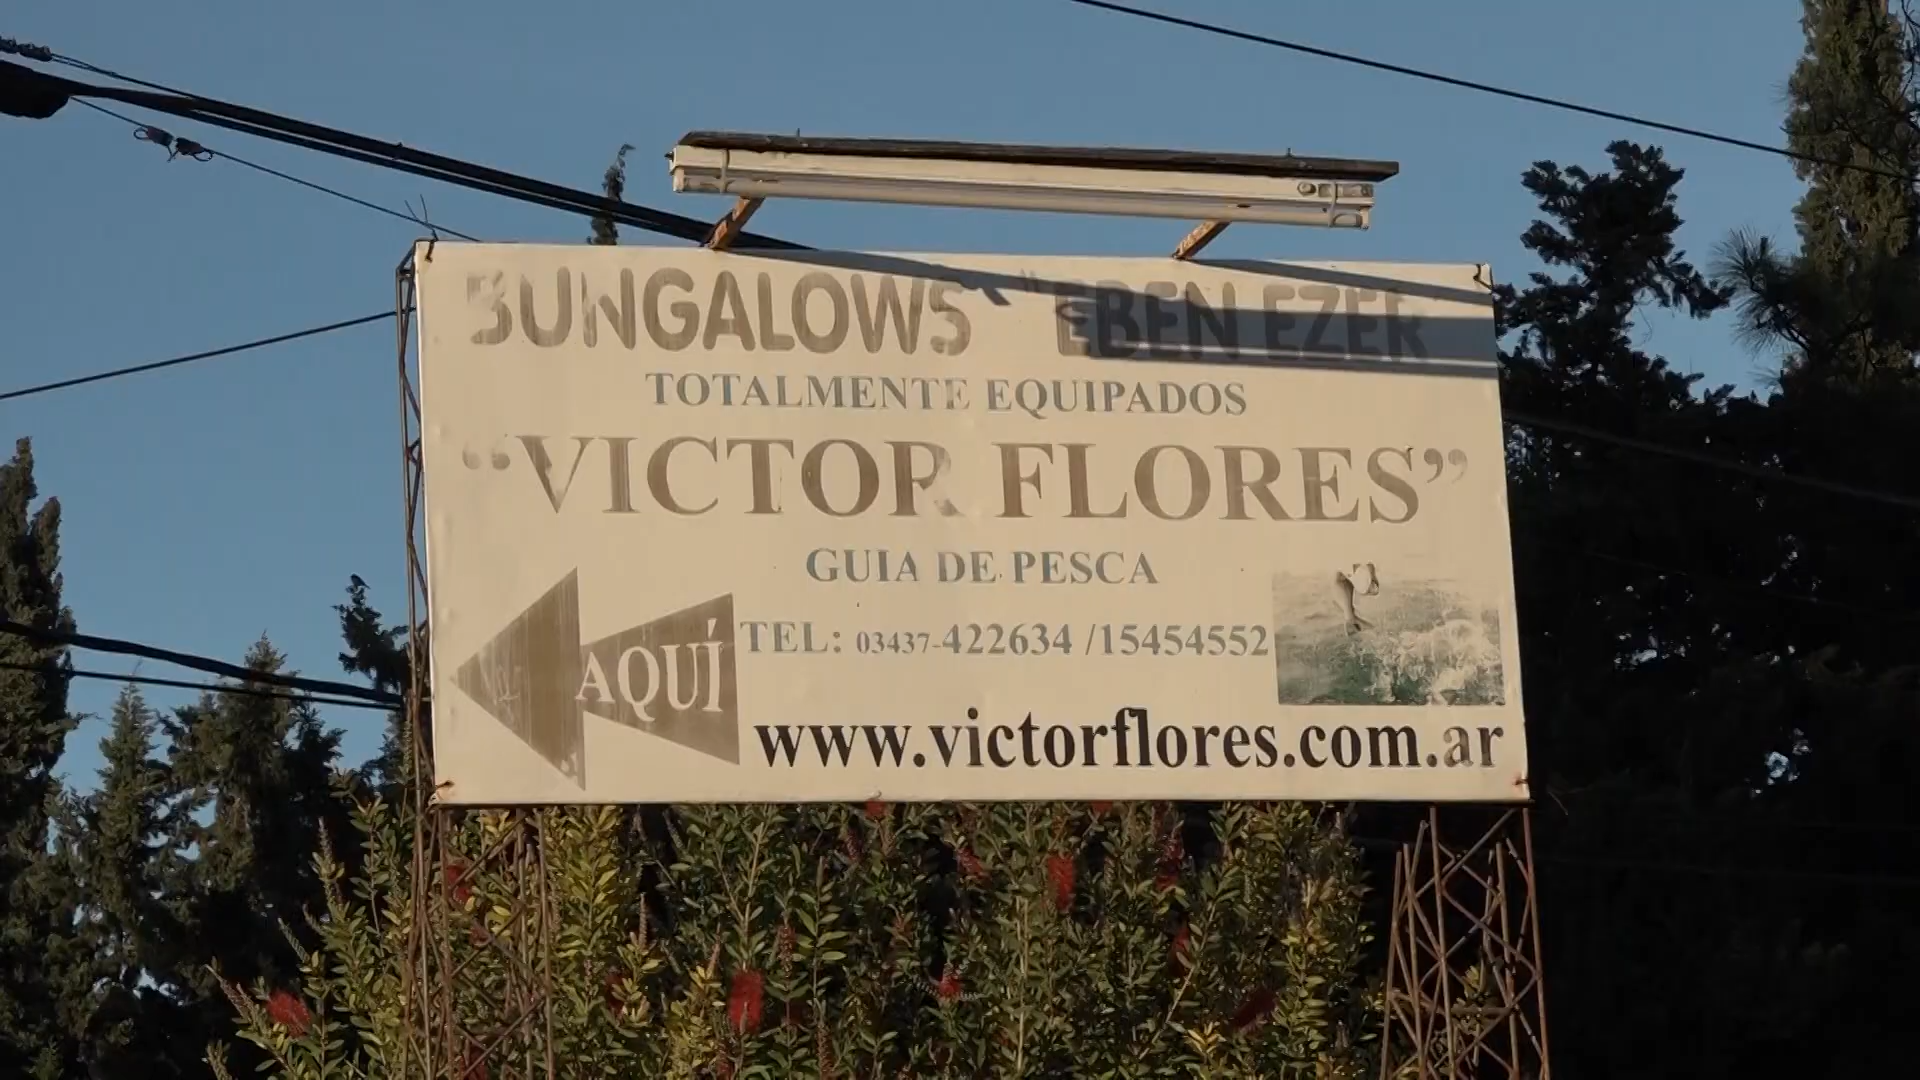 BUNGALOWS "EBEN EZER"
TOTALMENTE EQUIPADOS
“VICTOR FLORES”
GUIA DE PESCA
AQUÍ
TEL: 03437-422634 /15454552
www.victorflores.com.ar